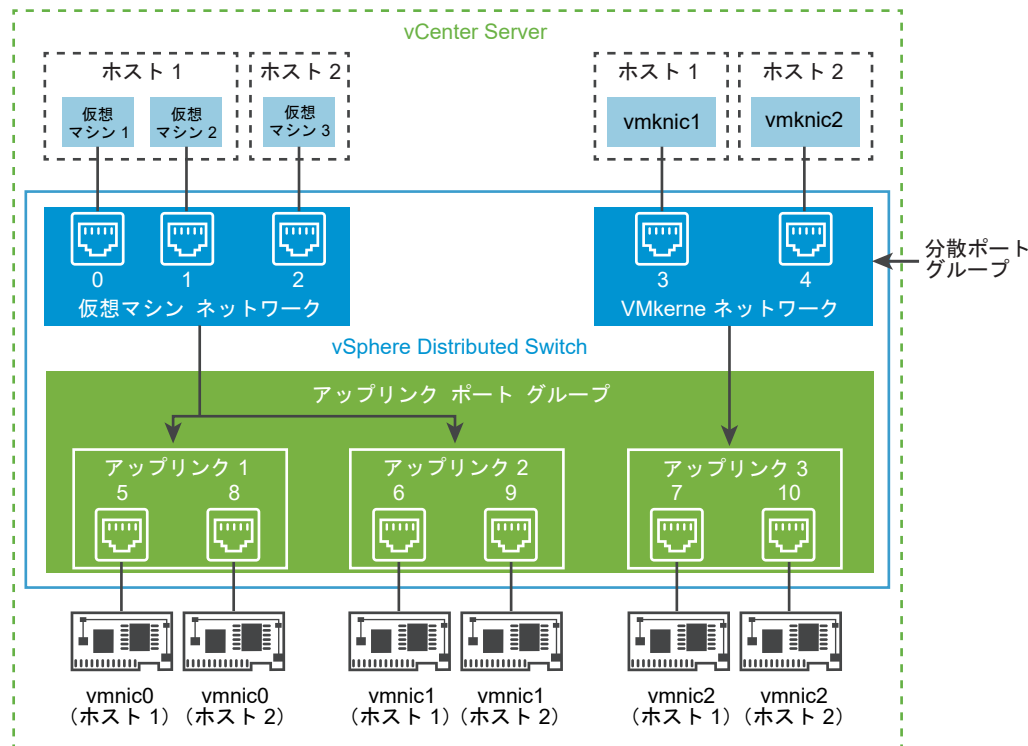 vCenter Server
ホスト 1
ホスト 2
ホスト 1
ホスト 2
仮想
マシン 1
仮想
マシン 2
仮想
マシン 3
vmknic1
vmknic2
0
1
2
仮想マシン ネットワーク
3
4
VMkerne ネットワーク
分散ポート
グループ
vSphere Distributed Switch
アップリンク ポート グループ
アップリンク 1
5
8
アップリンク 2
6
9
アップリンク 3
7
10
vmnic0
(ホスト 1)
vmnic0
(ホスト 2)
vmnic1
(ホスト 1)
vmnic1
(ホスト 2)
vmnic2
(ホスト 1)
vmnic2
(ホスト 2)